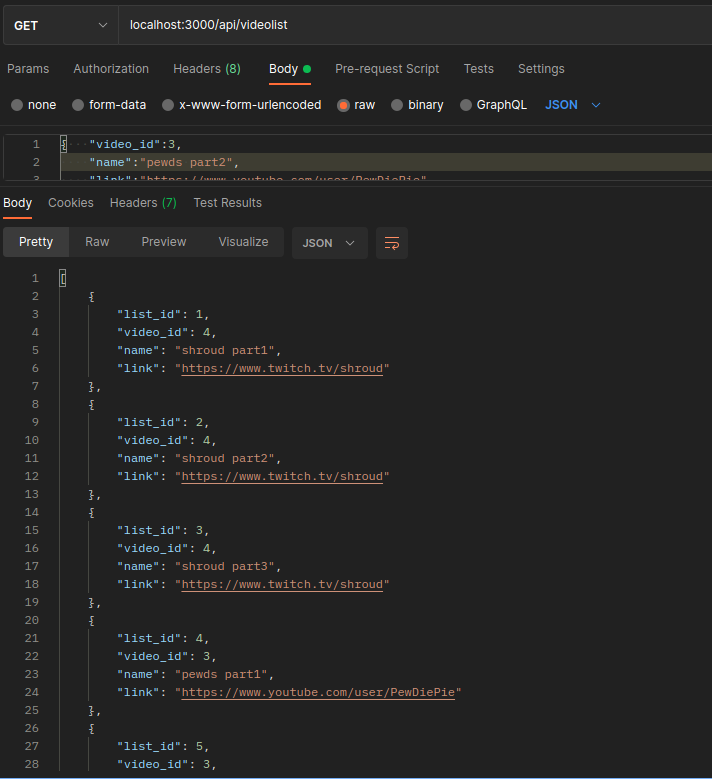 GET localhost:3000/api/videolist
Params Authorization Headers (8) Body Pre-request Script Tests Settings
none form-data x-www-form-urlencoded raw binary GraphQL JSON
1 { "video_id":3,
2 "name":"pewds part2",
3 "link":"https://www.youtube.com/user/PewDiePie"
Body Cookies Headers (7) Test Results
Pretty Raw Preview Visualize JSON
1 [
2 {
3 "list_id": 1,
4 "video_id": 4,
5 "name": "shroud part1",
6 "link": "https://www.twitch.tv/shroud"
7 },
8 {
9 "list_id": 2,
10 "video_id": 4,
11 "name": "shroud part2",
12 "link": "https://www.twitch.tv/shroud"
13 },
14 {
15 "list_id": 3,
16 "video_id": 4,
17 "name": "shroud part3",
18 "link": "https://www.twitch.tv/shroud"
19 },
20 {
21 "list_id": 4,
22 "video_id": 3,
23 "name": "pewds part1",
24 "link": "https://www.youtube.com/user/PewDiePie"
25 },
26 {
27 "list_id": 5,
28 "video_id": 3,